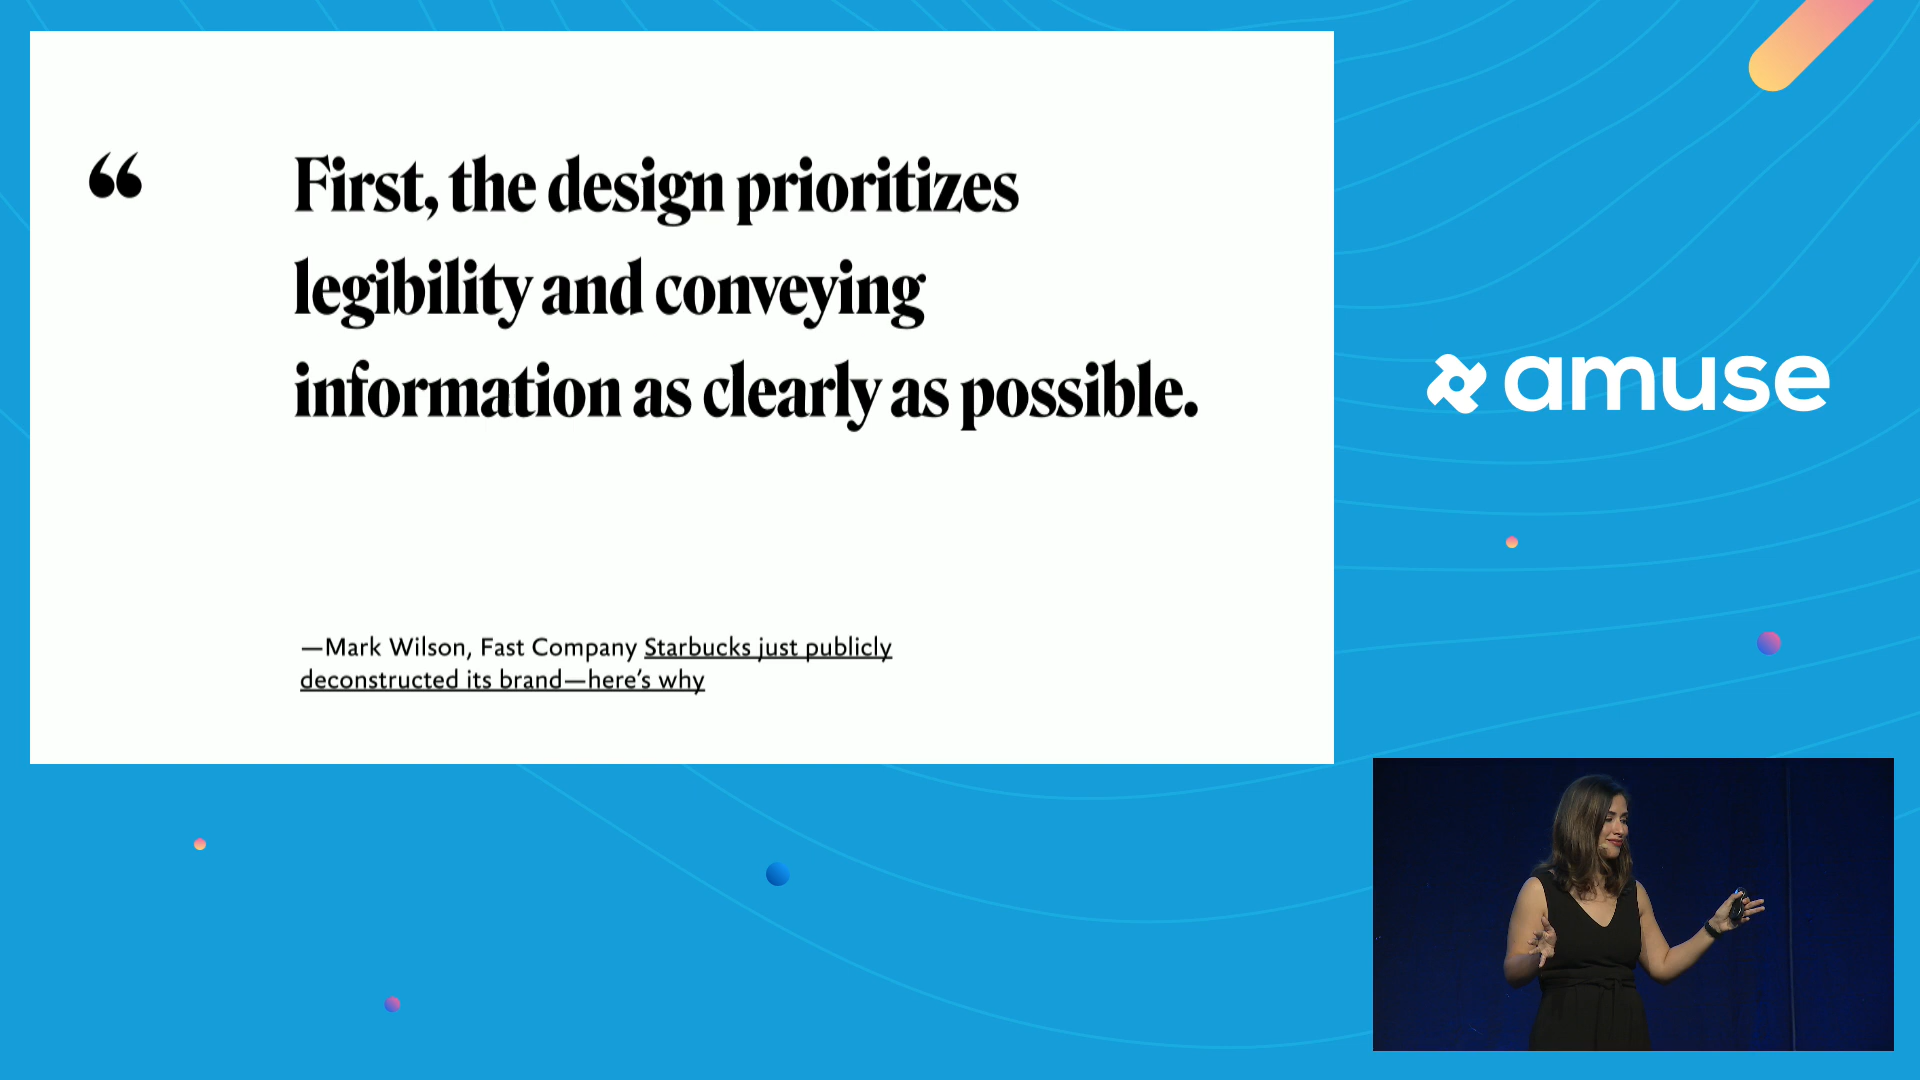 “
First, the design prioritizes
legibility and conveying
information as clearly as possible.
—Mark Wilson, Fast Company Starbucks just publicly
deconstructed its brand—here’s why
amuse